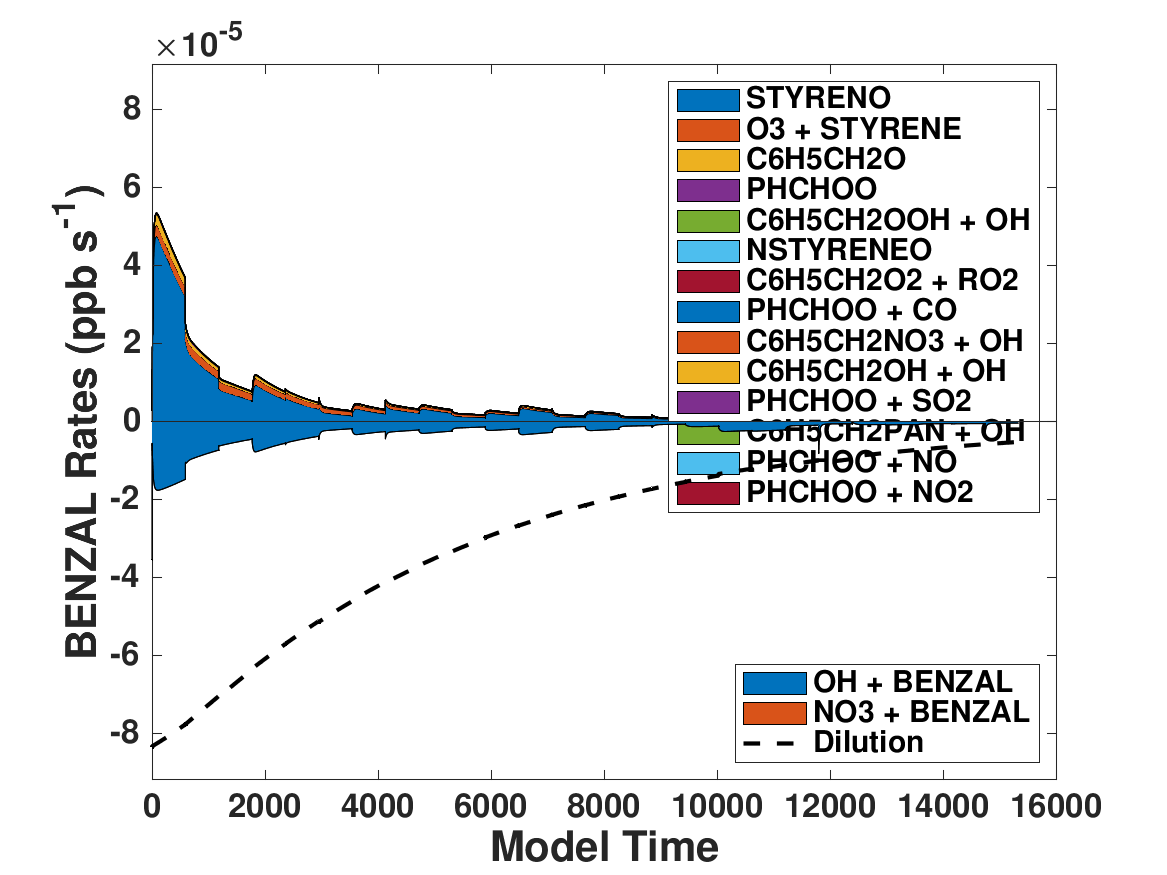 ×10-5
BENZAL Rates (ppb s-1)
8
6
4
2
0
-2
-4
-6
-8
STYRENO
O3 + STYRENE
C6H5CH2O
PHCHOO
C6H5CH2OOH + OH
NSTYRENEO
C6H5CH2O2 + RO2
PHCHOO + CO
C6H5CH2NO3 + OH
C6H5CH2OH + OH
PHCHOO + SO2
C6H5CH2PAN + OH
PHCHOO + NO
PHCHOO + NO2
OH + BENZAL
NO3 + BENZAL
Dilution
0 2000 4000 6000 8000 10000 12000 14000 16000
Model Time